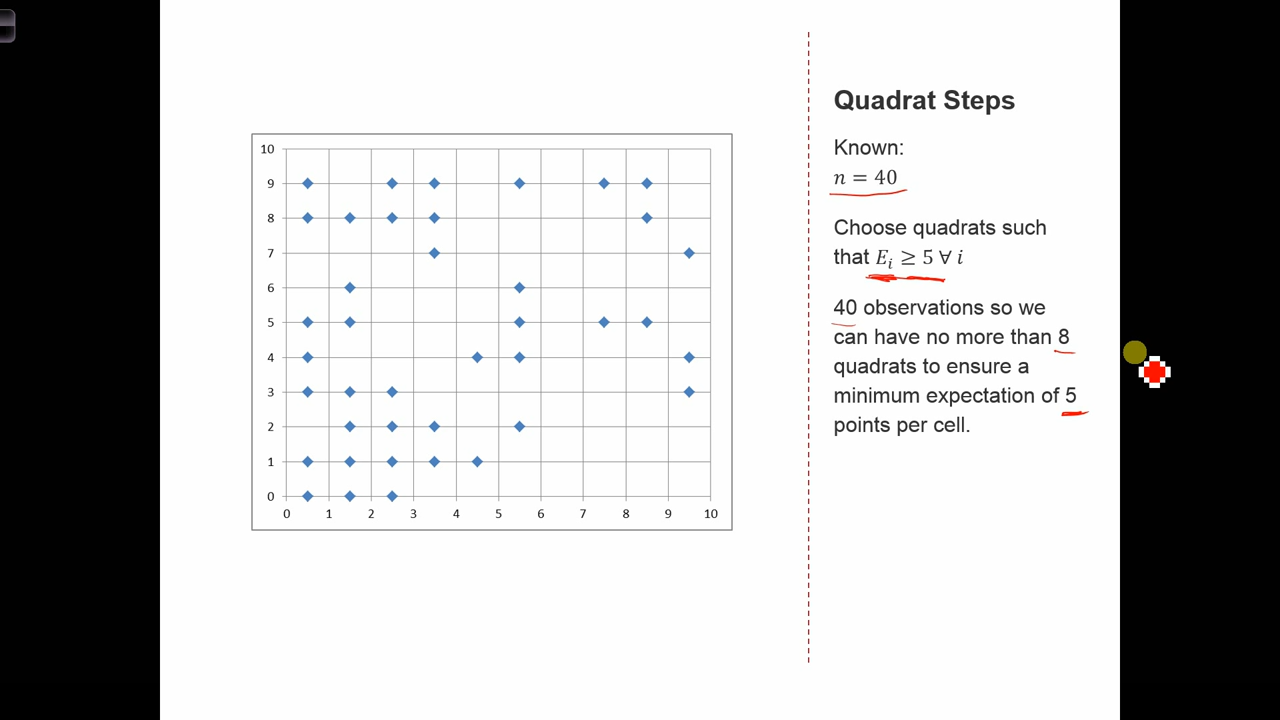 10
9
8
7
6
5
4
3
2
1
0
0 1 2 3 4 5 6 7 8 9 10
Quadrat Steps
Known:
n = 40
Choose quadrats such
that Eᵢ ≥ 5 ∀ i
40 observations so we
can have no more than 8
quadrats to ensure a
minimum expectation of 5
points per cell.